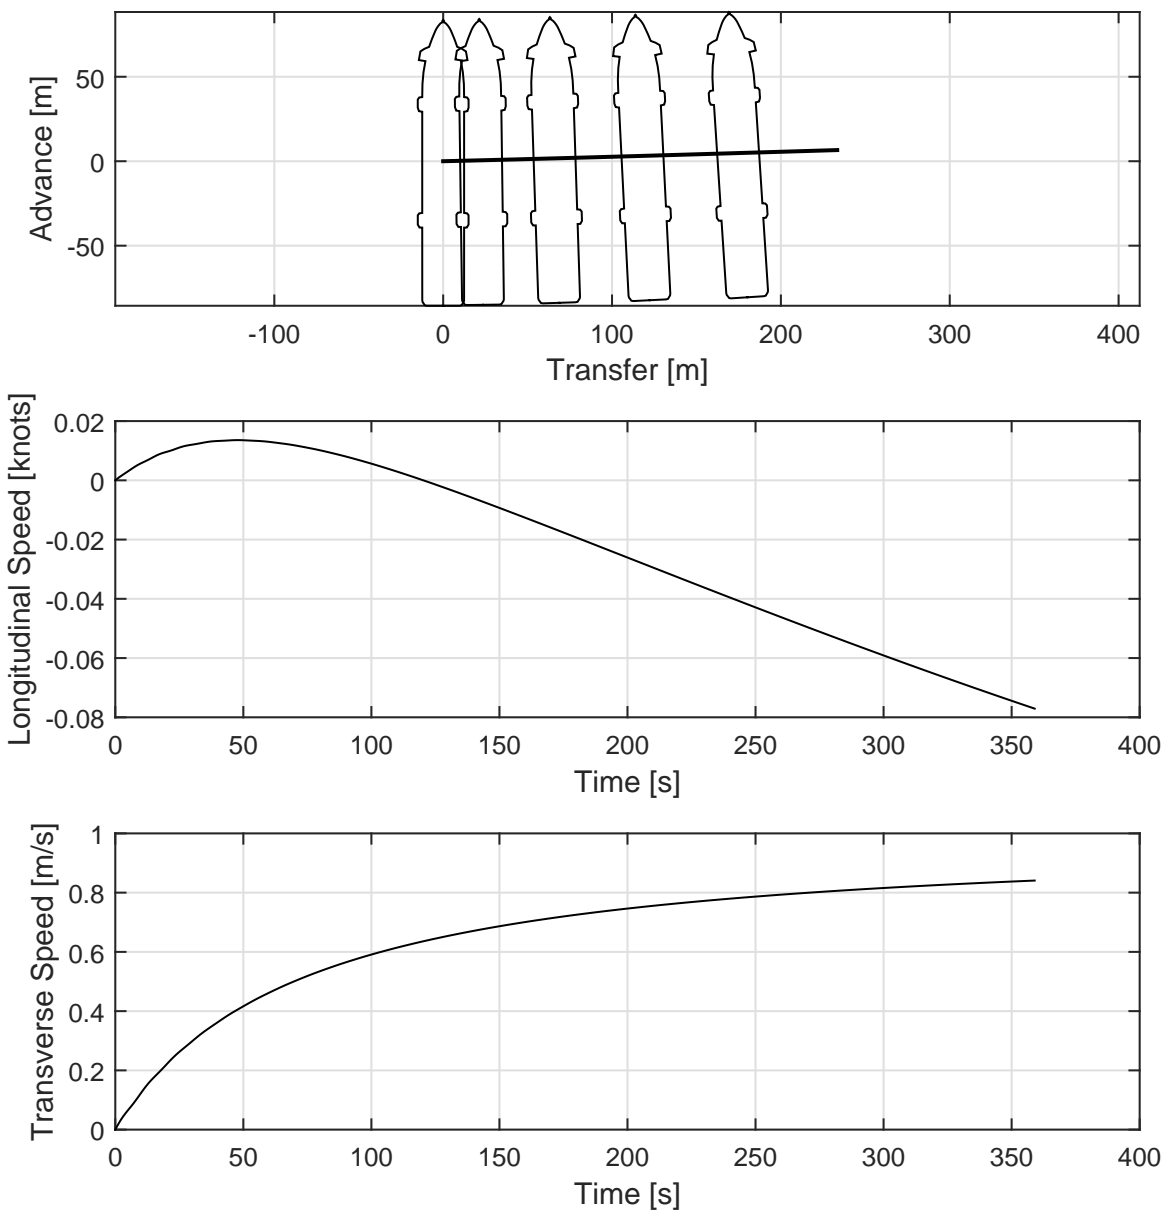 Advance [m]
50
0
-50
-100 0 100 200 300 400
Transfer [m]
Longitudinal Speed [knots]
0.02
0
-0.02
-0.04
-0.06
-0.08
0 50 100 150 200 250 300 350 400
Time [s]
Transverse Speed [m/s]
1
0.8
0.6
0.4
0.2
0
0 50 100 150 200 250 300 350 400
Time [s]